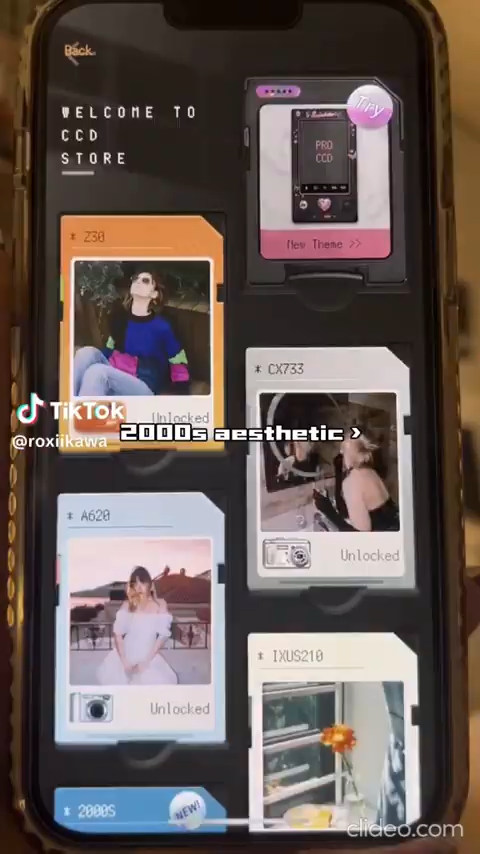 Back
WELCOME TO
CCD
STORE
Try
PRO
CCD
New Theme >>
* Z30
Unlocked
* CX733
Unlocked
TikTok
@roxiikawa
2000s aesthetic >
* A620
Unlocked
* IXUS210
* 2000S
NEW!
clideo.com